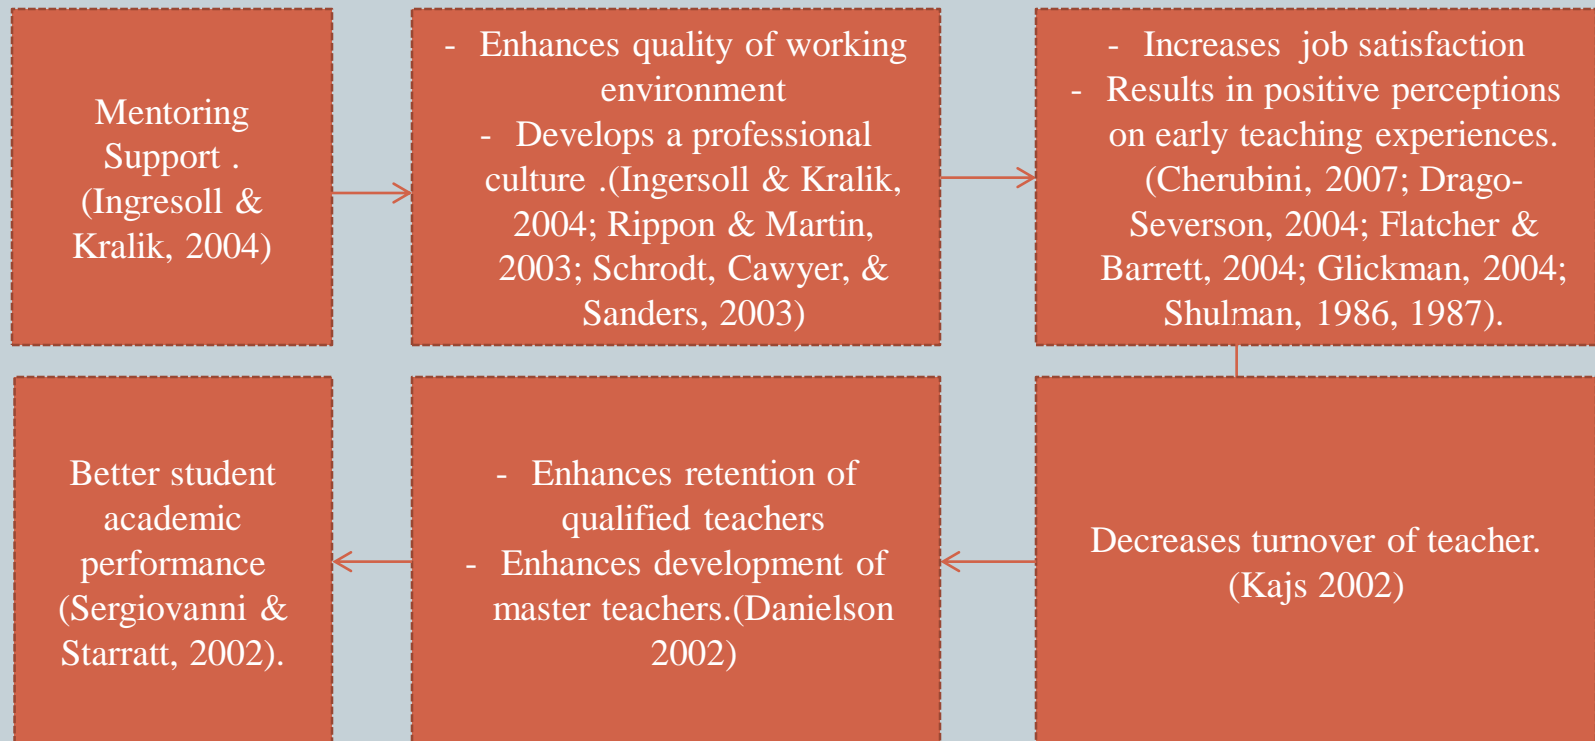 Mentoring
Support .
(Ingresoll &
Kralik, 2004)
- Enhances quality of working
environment
- Develops a professional
culture .(Ingersoll & Kralik,
2004; Rippon & Martin,
2003; Schrodt, Cawyer, &
Sanders, 2003)
- Increases job satisfaction
- Results in positive perceptions
on early teaching experiences.
(Cherubini, 2007; Drago-
Severson, 2004; Flatcher &
Barrett, 2004; Glickman, 2004;
Shulman, 1986, 1987).
Decreases turnover of teacher.
(Kajs 2002)
- Enhances retention of
qualified teachers
- Enhances development of
master teachers.(Danielson
2002)
Better student
academic
performance
(Sergiovanni &
Starratt, 2002).